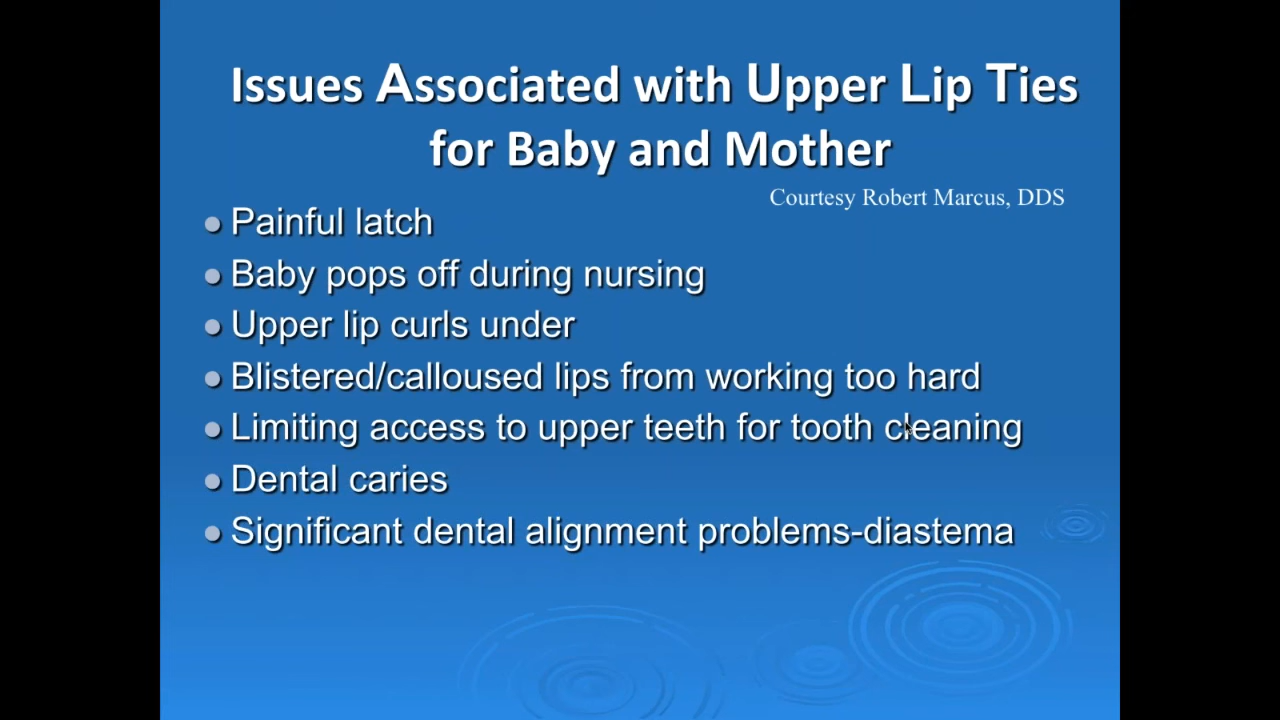 Issues Associated with Upper Lip Ties
for Baby and Mother
Courtesy Robert Marcus, DDS
Painful latch
Baby pops off during nursing
Upper lip curls under
Blistered/calloused lips from working too hard
Limiting access to upper teeth for tooth cleaning
Dental caries
Significant dental alignment problems-diastema